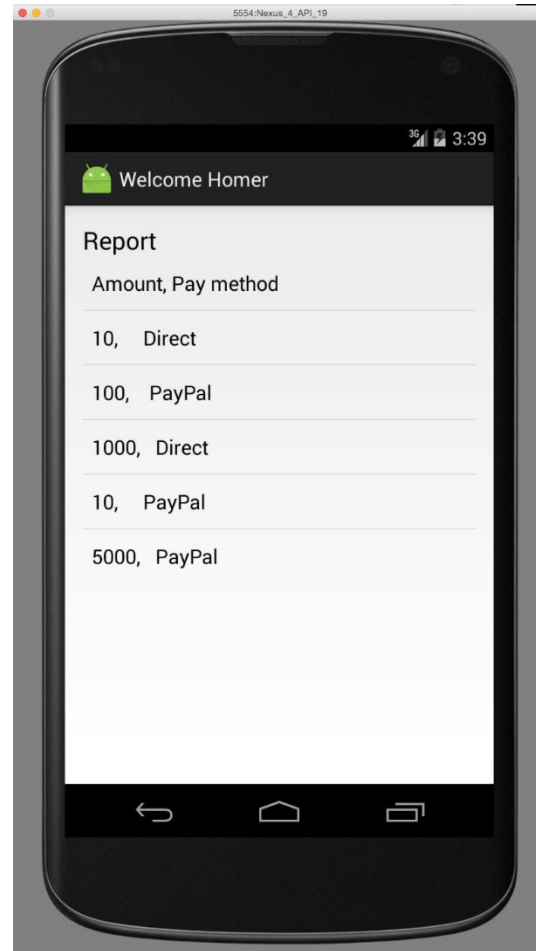 5554:Nexus_4_API_19
3G 3:39
Welcome Homer
Report
Amount, Pay method
10, Direct
100, PayPal
1000, Direct
10, PayPal
5000, PayPal